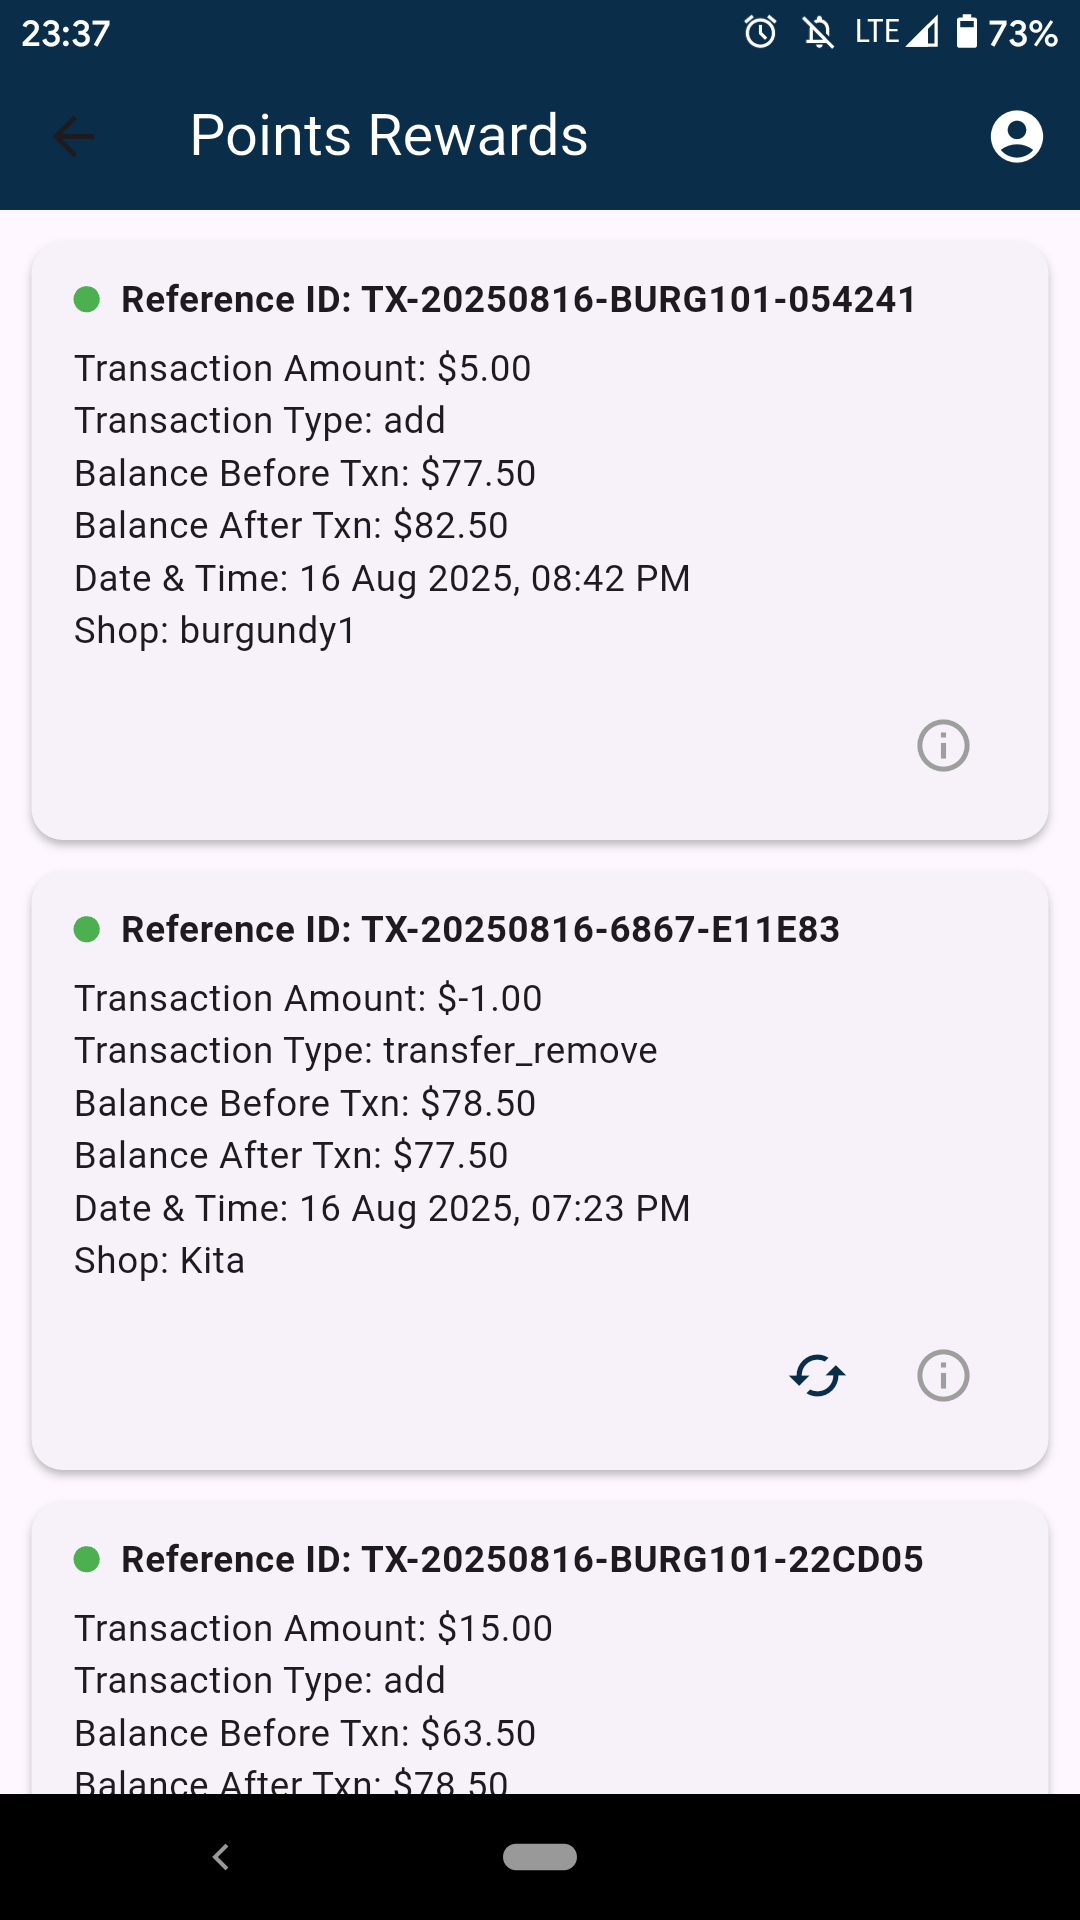 23:37 LTE 73%
Points Rewards
Reference ID: TX-20250816-BURG101-054241
Transaction Amount: $5.00
Transaction Type: add
Balance Before Txn: $77.50
Balance After Txn: $82.50
Date & Time: 16 Aug 2025, 08:42 PM
Shop: burgundy1
Reference ID: TX-20250816-6867-E11E83
Transaction Amount: $-1.00
Transaction Type: transfer_remove
Balance Before Txn: $78.50
Balance After Txn: $77.50
Date & Time: 16 Aug 2025, 07:23 PM
Shop: Kita
Reference ID: TX-20250816-BURG101-22CD05
Transaction Amount: $15.00
Transaction Type: add
Balance Before Txn: $63.50
Balance After Txn: $78.50